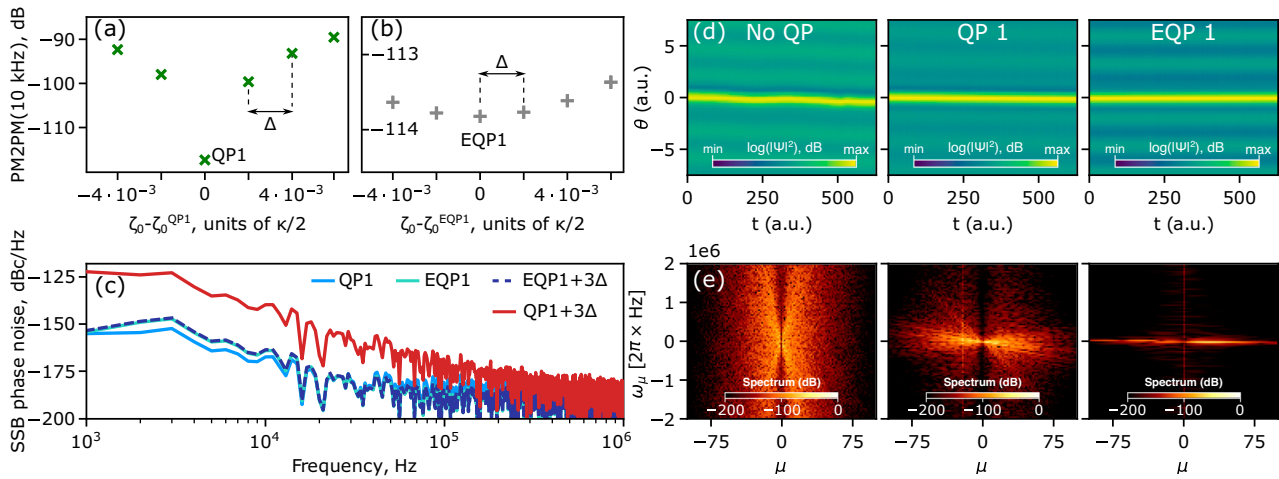 (a)
PM2PM(10 kHz), dB
−90
−100
−110
Δ
QP1
−4 · 10⁻³
0
4 · 10⁻³
ζ₀-ζ₀^QP1, units of κ/2
(b)
−113
−114
Δ
EQP1
−4 · 10⁻³
0
4 · 10⁻³
ζ₀-ζ₀^EQP1, units of κ/2
(c)
SSB phase noise, dBc/Hz
−125
−150
−175
−200
QP1
EQP1
EQP1+3Δ
QP1+3Δ
10³
10⁴
10⁵
10⁶
Frequency, Hz
(d)
No QP
QP 1
EQP 1
θ (a.u.)
5
0
−5
min log(|Ψ|²), dB max
min log(|Ψ|²), dB max
min log(|Ψ|²), dB max
0 250 500
0 250 500
0 250 500
t (a.u.)
t (a.u.)
t (a.u.)
1e6
(e)
ω_μ [2π × Hz]
2
1
0
−1
−2
Spectrum (dB)
−200 −100 0
Spectrum (dB)
−200 −100 0
Spectrum (dB)
−200 −100 0
−75 0 75
−75 0 75
−75 0 75
μ
μ
μ